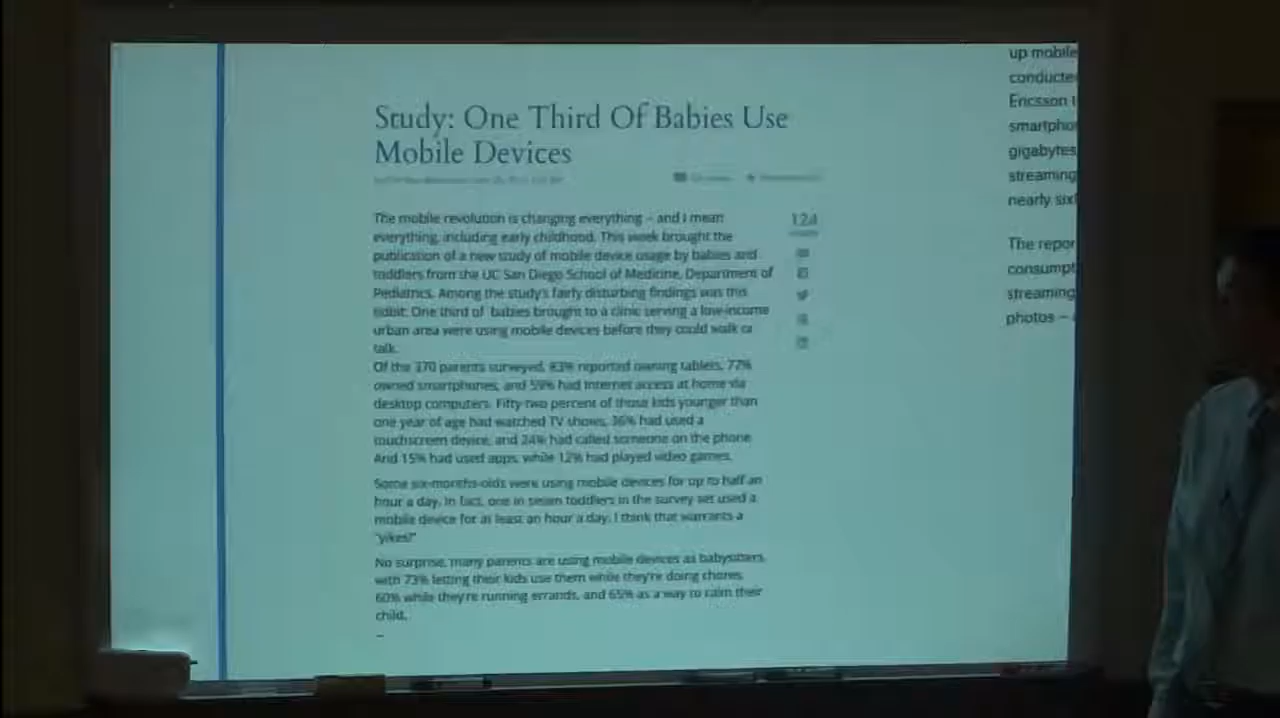 Study: One Third Of Babies Use
Mobile Devices
The mobile revolution is changing everything – and I mean
everything, including early childhood. This week brought the
publication of a new study of mobile device usage by babies and
toddlers from the UC San Diego School of Medicine, Department of
Pediatrics. Among the study's fairly disturbing findings was this
tidbit: One third of babies brought to a clinic serving a low-income
urban area were using mobile devices before they could walk or
talk.
Of the 370 parents surveyed, 83% reported owning tablets, 77%
owned smartphones, and 59% had Internet access at home via
desktop computers. Fifty-two percent of those kids younger than
one year of age had watched TV shows, 36% had used a
touchscreen device, and 24% had called someone on the phone.
And 15% had used apps, while 12% had played video games.
Some six-months-olds were using mobile devices for up to half an
hour a day. In fact, one in seven toddlers in the survey set used a
mobile device for at least an hour a day. I think that warrants a
"yikes!"
No surprise, many parents are using mobile devices as babysitters,
with 73% letting their kids use them while they're doing chores,
60% while they're running errands, and 65% as a way to calm their
child.
–
124
up mobile
conducte
Ericsson
smartpho
gigabytes
streaming
nearly six
The repor
consumpt
streaming
photos –